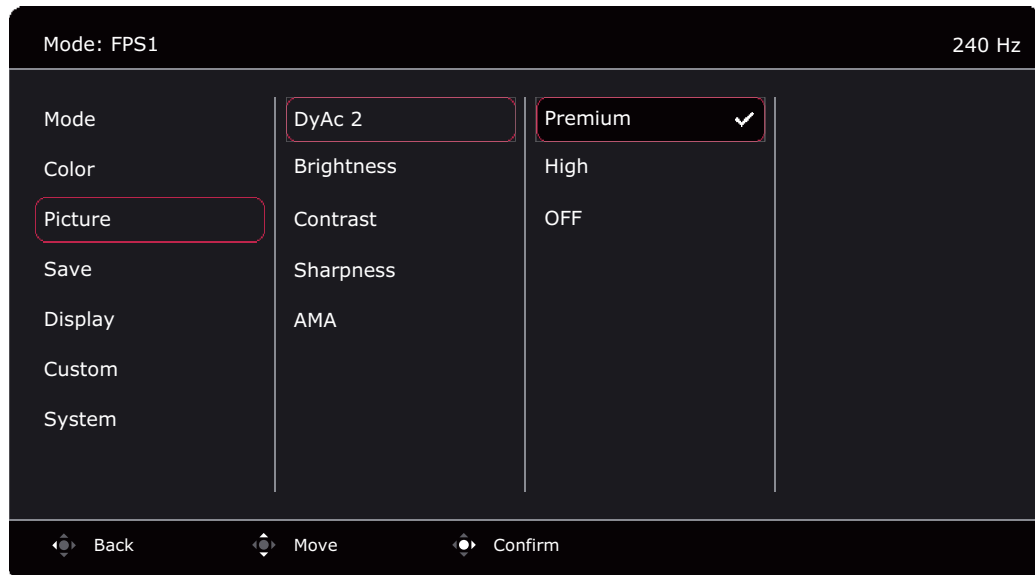 Mode: FPS1
240 Hz
Mode
Color
Picture
Save
Display
Custom
System
DyAc 2
Brightness
Contrast
Sharpness
AMA
Premium
High
OFF
Back
Move
Confirm